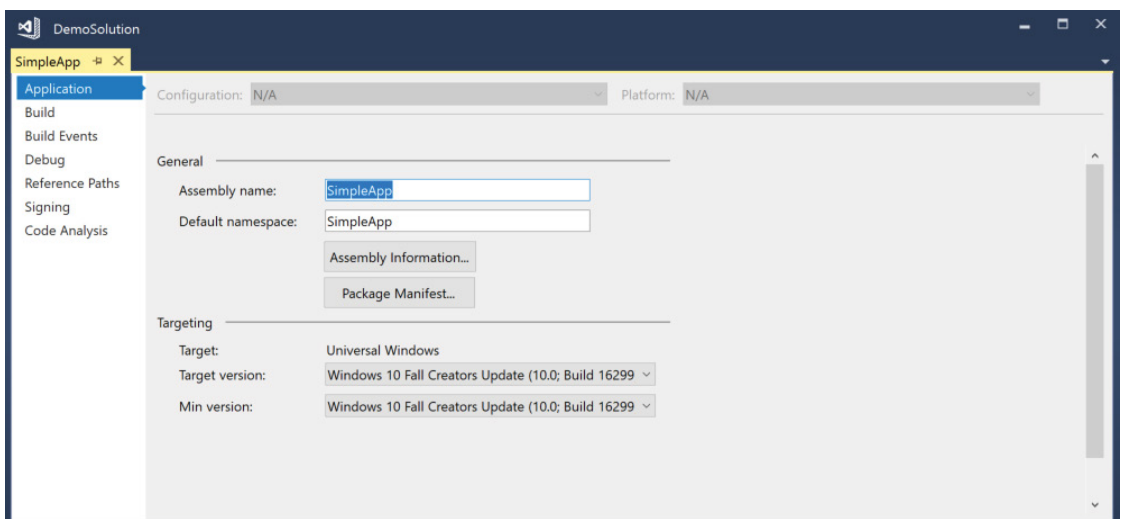 DemoSolution
SimpleApp
Application
Build
Build Events
Debug
Reference Paths
Signing
Code Analysis
Configuration: N/A Platform: N/A
General
Assembly name: SimpleApp
Default namespace: SimpleApp
Assembly Information...
Package Manifest...
Targeting
Target: Universal Windows
Target version: Windows 10 Fall Creators Update (10.0; Build 16299
Min version: Windows 10 Fall Creators Update (10.0; Build 16299